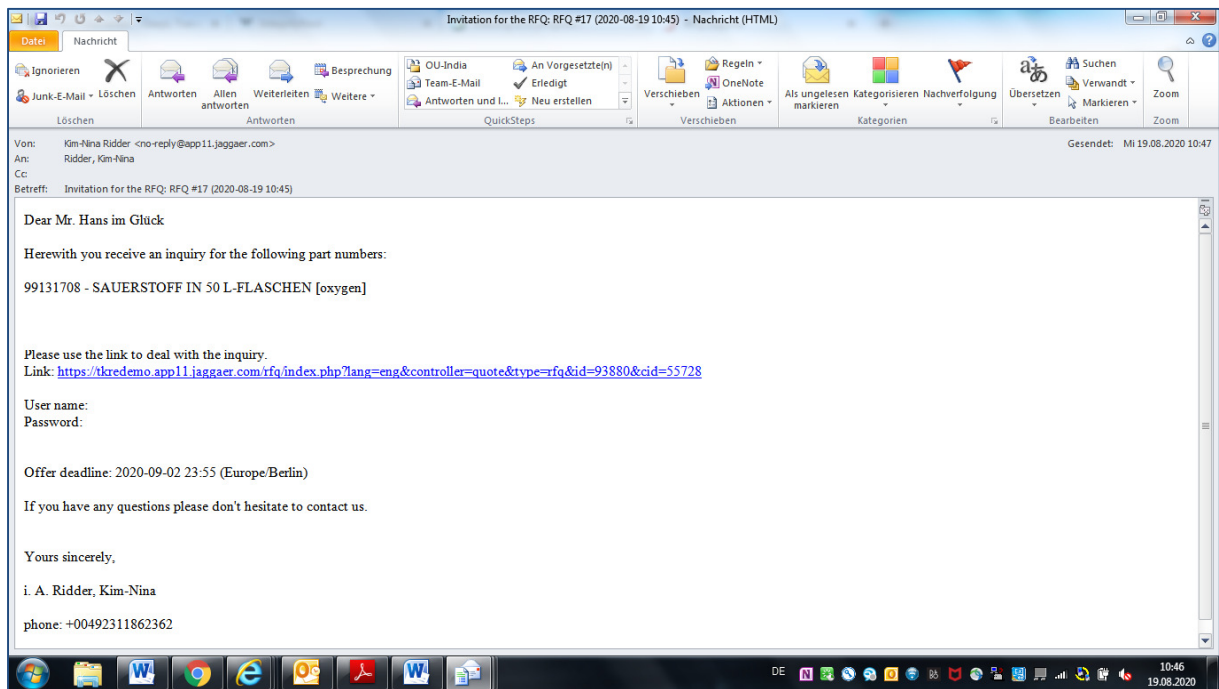 Invitation for the RFQ: RFQ #17 (2020-08-19 10:45) - Nachricht (HTML)
Datei Nachricht
Ignorieren
Junk-E-Mail
Löschen
Antworten
Allen antworten
Weiterleiten
Besprechung
Weitere
OU-India
Team-E-Mail
Antworten und l...
An Vorgesetzte(n)
Erledigt
Neu erstellen
Verschieben
Regeln
OneNote
Aktionen
Als ungelesen markieren
Kategorisieren
Nachverfolgung
Übersetzen
Suchen
Verwandt
Markieren
Zoom
Löschen Antworten QuickSteps Verschieben Kategorien Bearbeiten Zoom
Von: Kim-Nina Ridder <no-reply@app11.jaggaer.com> Gesendet: Mi 19.08.2020 10:47
An: Ridder, Kim-Nina
Cc:
Betreff: Invitation for the RFQ: RFQ #17 (2020-08-19 10:45)
Dear Mr. Hans im Glück
Herewith you receive an inquiry for the following part numbers:
99131708 - SAUERSTOFF IN 50 L-FLASCHEN [oxygen]
Please use the link to deal with the inquiry.
Link: https://tkredemo.app11.jaggaer.com/rfq/index.php?lang=eng&controller=quote&type=rfq&id=93880&cid=55728
User name:
Password:
Offer deadline: 2020-09-02 23:55 (Europe/Berlin)
If you have any questions please don't hesitate to contact us.
Yours sincerely,
i. A. Ridder, Kim-Nina
phone: +00492311862362
DE 10:46
19.08.2020